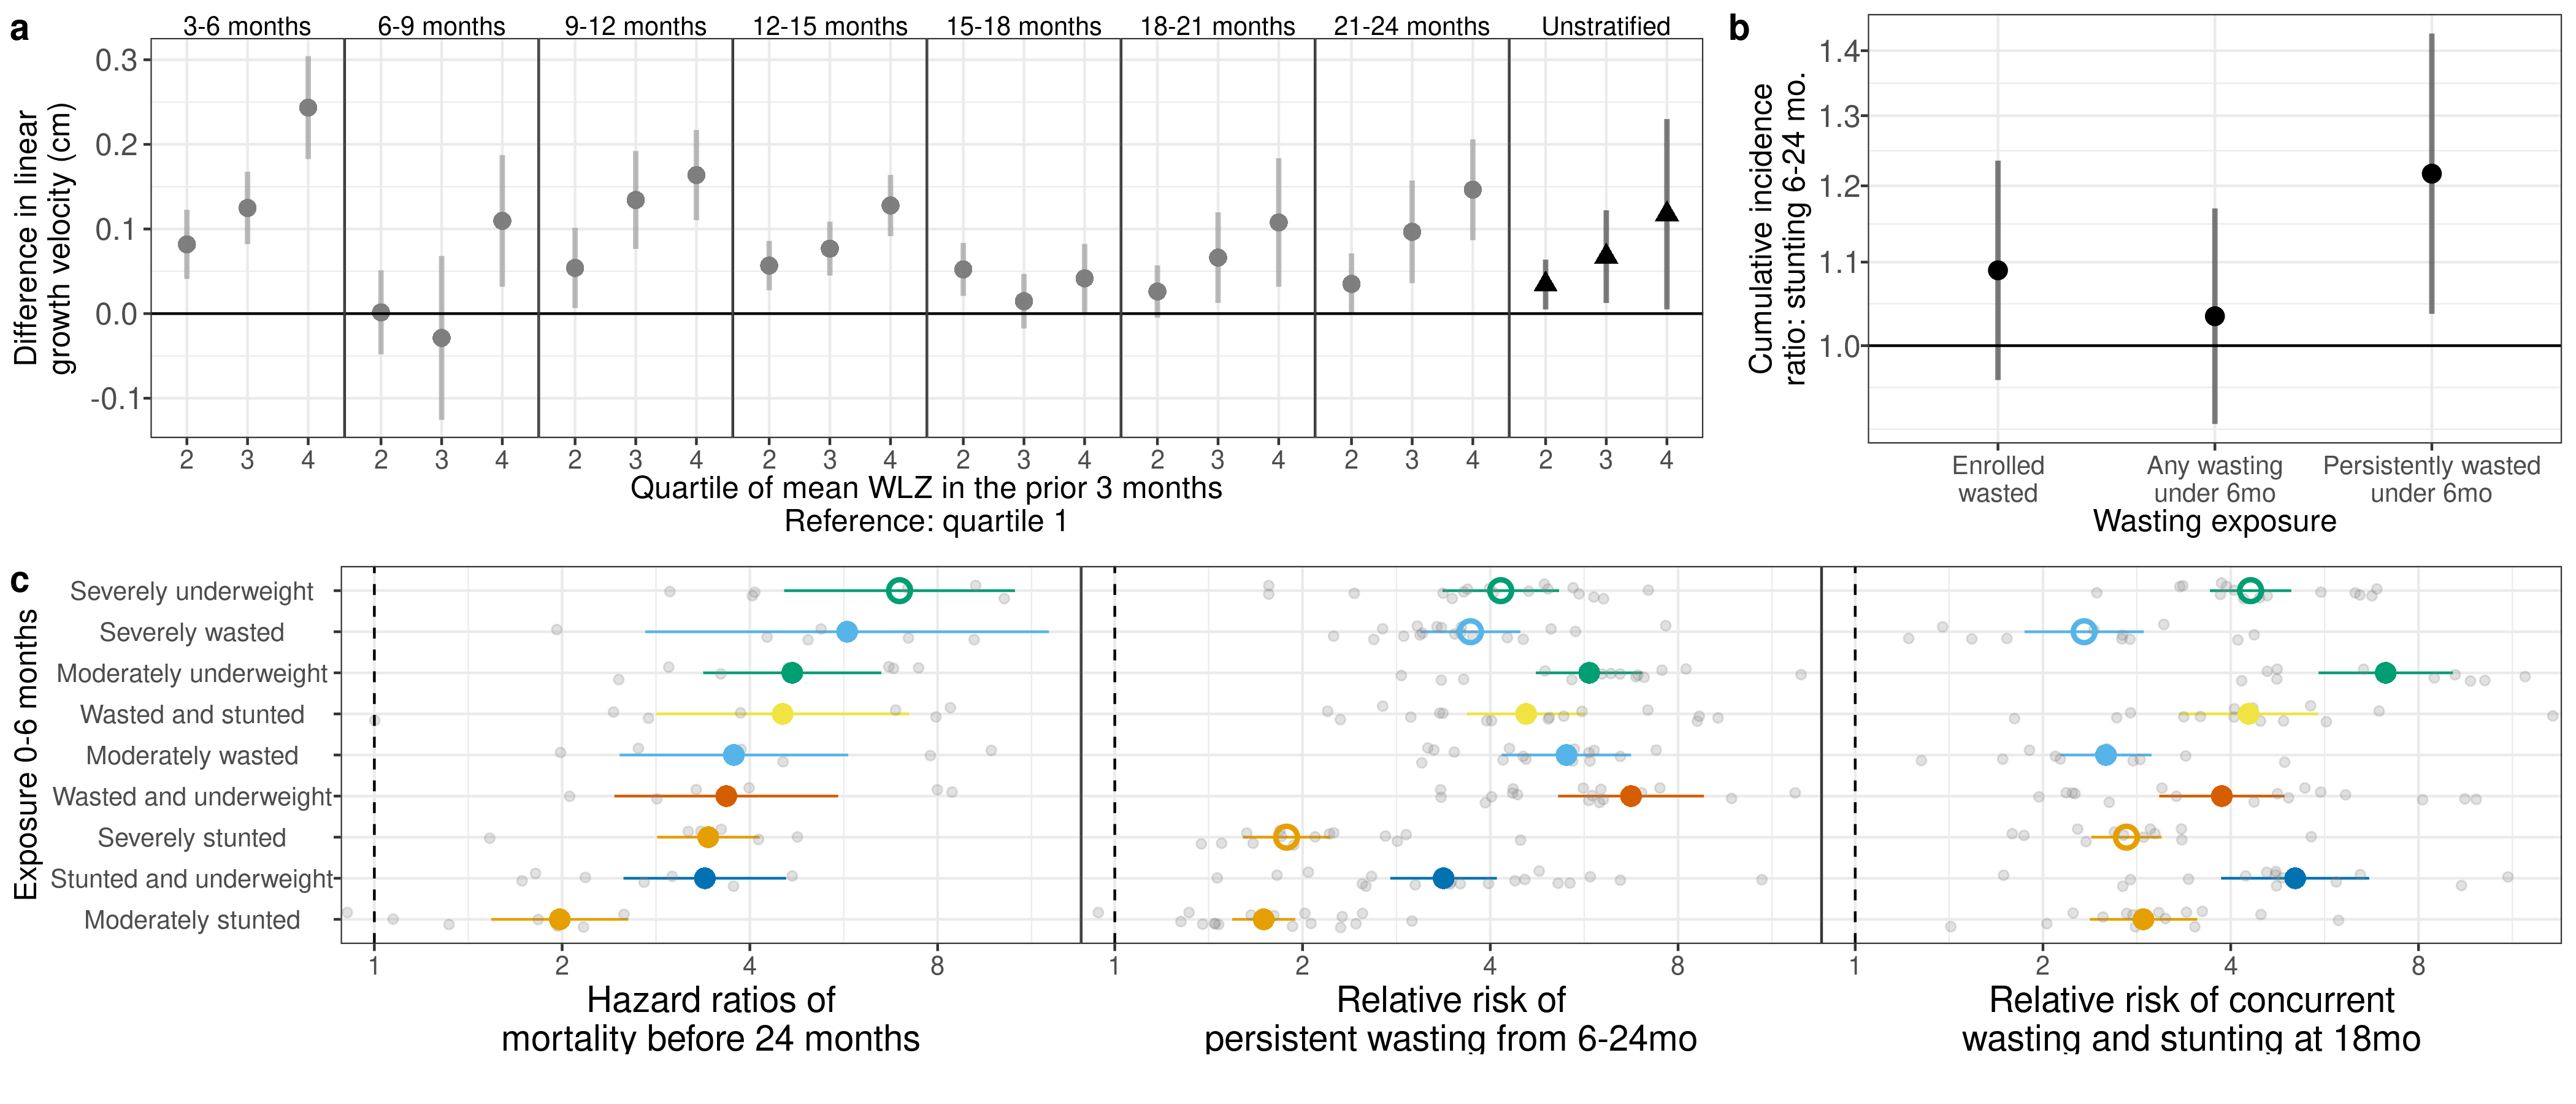 a
3-6 months
6-9 months
9-12 months
12-15 months
15-18 months
18-21 months
21-24 months
Unstratified
Difference in linear
growth velocity (cm)
0.3
0.2
0.1
0.0
-0.1
2 3 4
2 3 4
2 3 4
2 3 4
2 3 4
2 3 4
2 3 4
2 3 4
Quartile of mean WLZ in the prior 3 months
Reference: quartile 1
b
Cumulative incidence
ratio: stunting 6-24 mo.
1.4
1.3
1.2
1.1
1.0
Enrolled
wasted
Any wasting
under 6mo
Persistently wasted
under 6mo
Wasting exposure
c
Exposure 0-6 months
Severely underweight
Severely wasted
Moderately underweight
Wasted and stunted
Moderately wasted
Wasted and underweight
Severely stunted
Stunted and underweight
Moderately stunted
1 2 4 8
Hazard ratios of
mortality before 24 months
1 2 4 8
Relative risk of
persistent wasting from 6-24mo
1 2 4 8
Relative risk of concurrent
wasting and stunting at 18mo